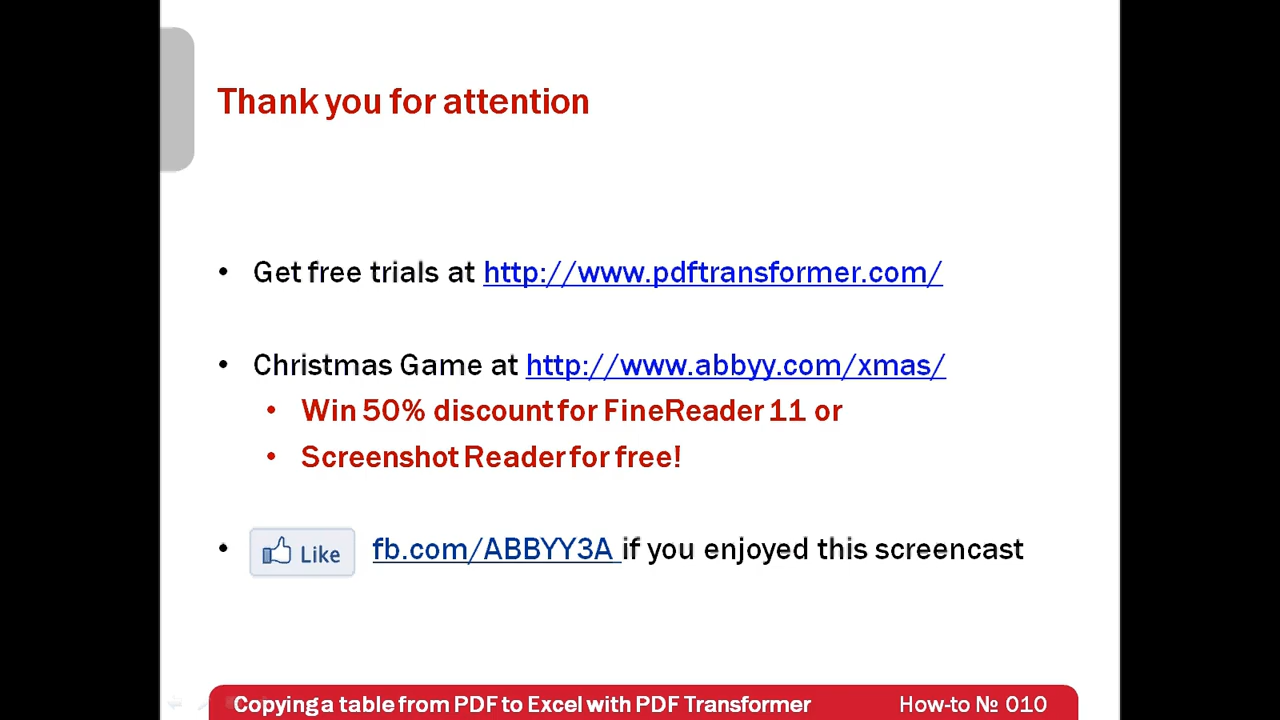 Thank you for attention
• Get free trials at http://www.pdftransformer.com/
• Christmas Game at http://www.abbyy.com/xmas/
• Win 50% discount for FineReader 11 or
• Screenshot Reader for free!
• Like fb.com/ABBYY3A if you enjoyed this screencast
Copying a table from PDF to Excel with PDF Transformer How-to № 010